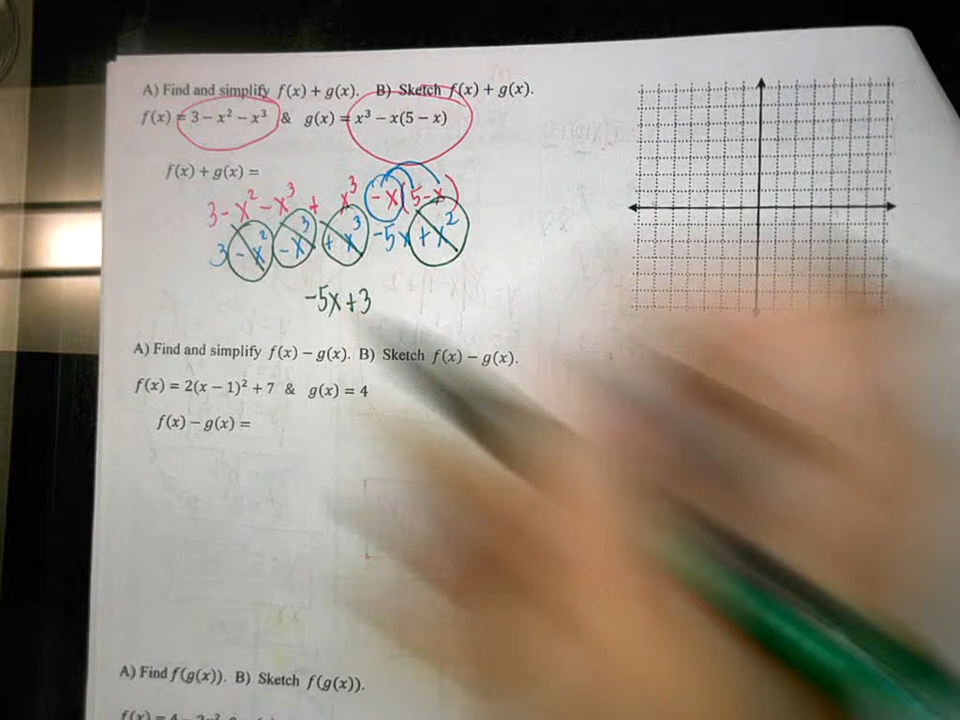 A) Find and simplify f(x) + g(x). B) Sketch f(x) + g(x).
f(x) = 3 − x² − x³ & g(x) = x³ − x(5 − x)
f(x) + g(x) =
3 - x² - x³ + x³ - x(5 - x)
3 - x² - x³ + x³ - 5x + x²
-5x + 3
A) Find and simplify f(x) − g(x). B) Sketch f(x) − g(x).
f(x) = 2(x − 1)² + 7 & g(x) = 4
f(x) − g(x) =
A) Find f(g(x)). B) Sketch f(g(x)).